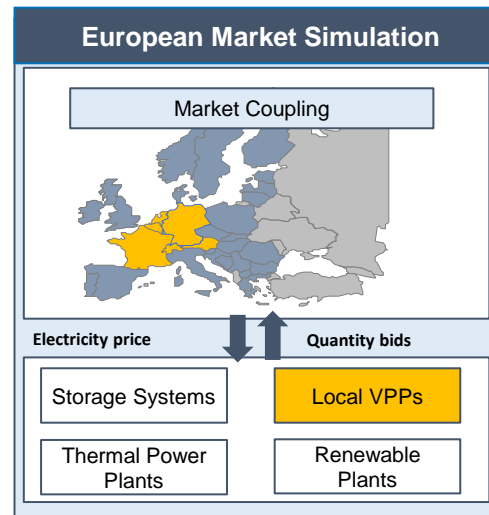 European Market Simulation
Market Coupling
Electricity price
Quantity bids
Storage Systems
Local VPPs
Thermal Power
Plants
Renewable
Plants